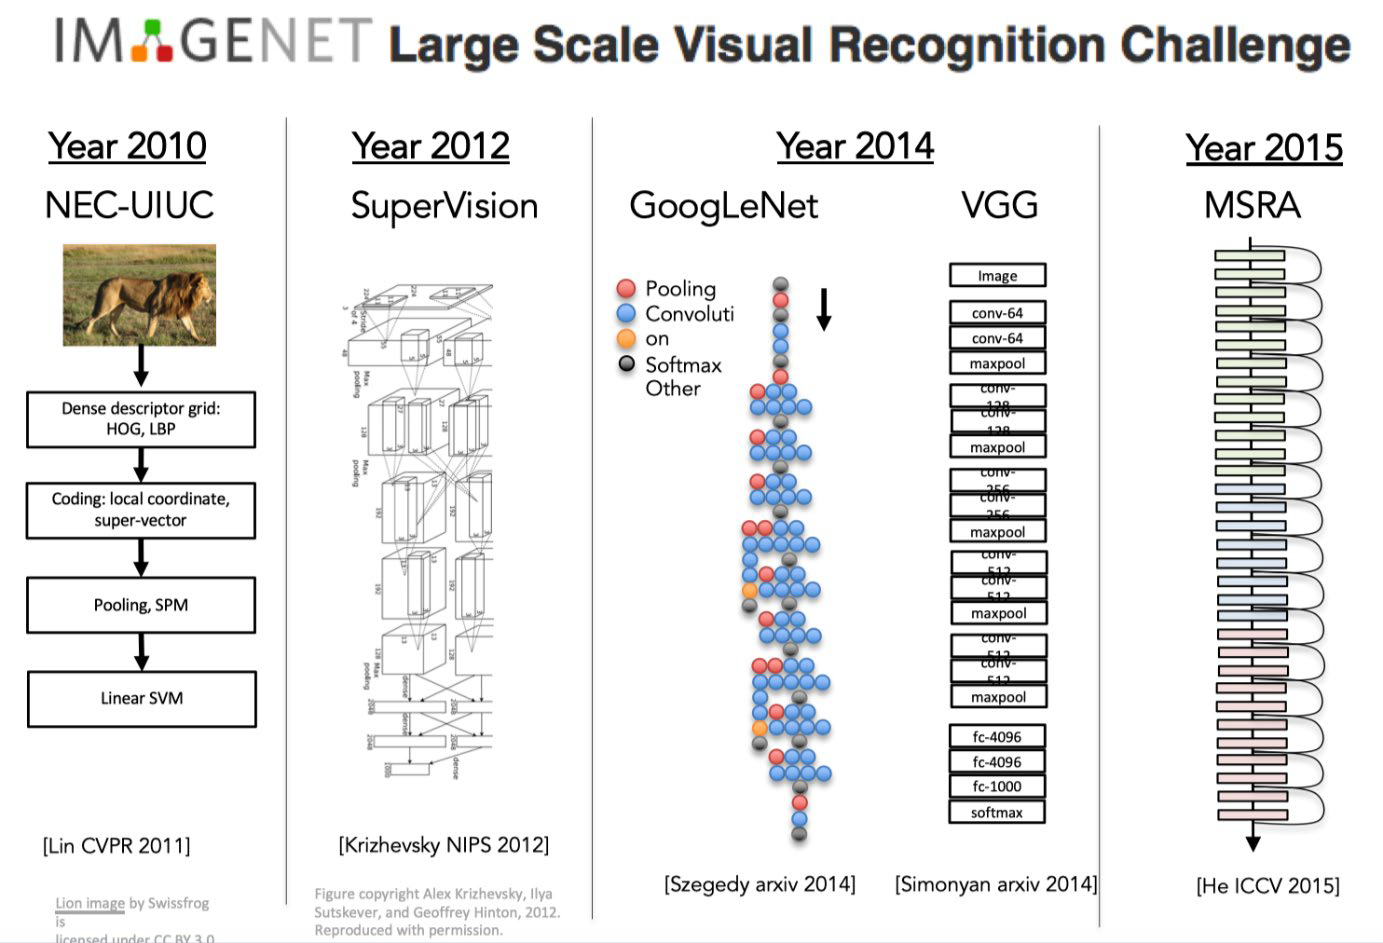 IMAGENET Large Scale Visual Recognition Challenge
Year 2010
NEC-UIUC
Dense descriptor grid:
HOG, LBP
Coding: local coordinate,
super-vector
Pooling, SPM
Linear SVM
[Lin CVPR 2011]
Lion image by Swissfrog
is
licensed under CC BY 3.0
Year 2012
SuperVision
[Krizhevsky NIPS 2012]
Figure copyright Alex Krizhevsky, Ilya
Sutskever, and Geoffrey Hinton, 2012.
Reproduced with permission.
Year 2014
GoogLeNet
Pooling
Convoluti
on
Softmax
Other
[Szegedy arxiv 2014]
VGG
Image
conv-64
conv-64
maxpool
conv-
128
conv-
128
maxpool
conv-
256
conv-
256
maxpool
conv-
512
conv-
512
maxpool
conv-
512
conv-
512
maxpool
fc-4096
fc-4096
fc-1000
softmax
[Simonyan arxiv 2014]
Year 2015
MSRA
[He ICCV 2015]